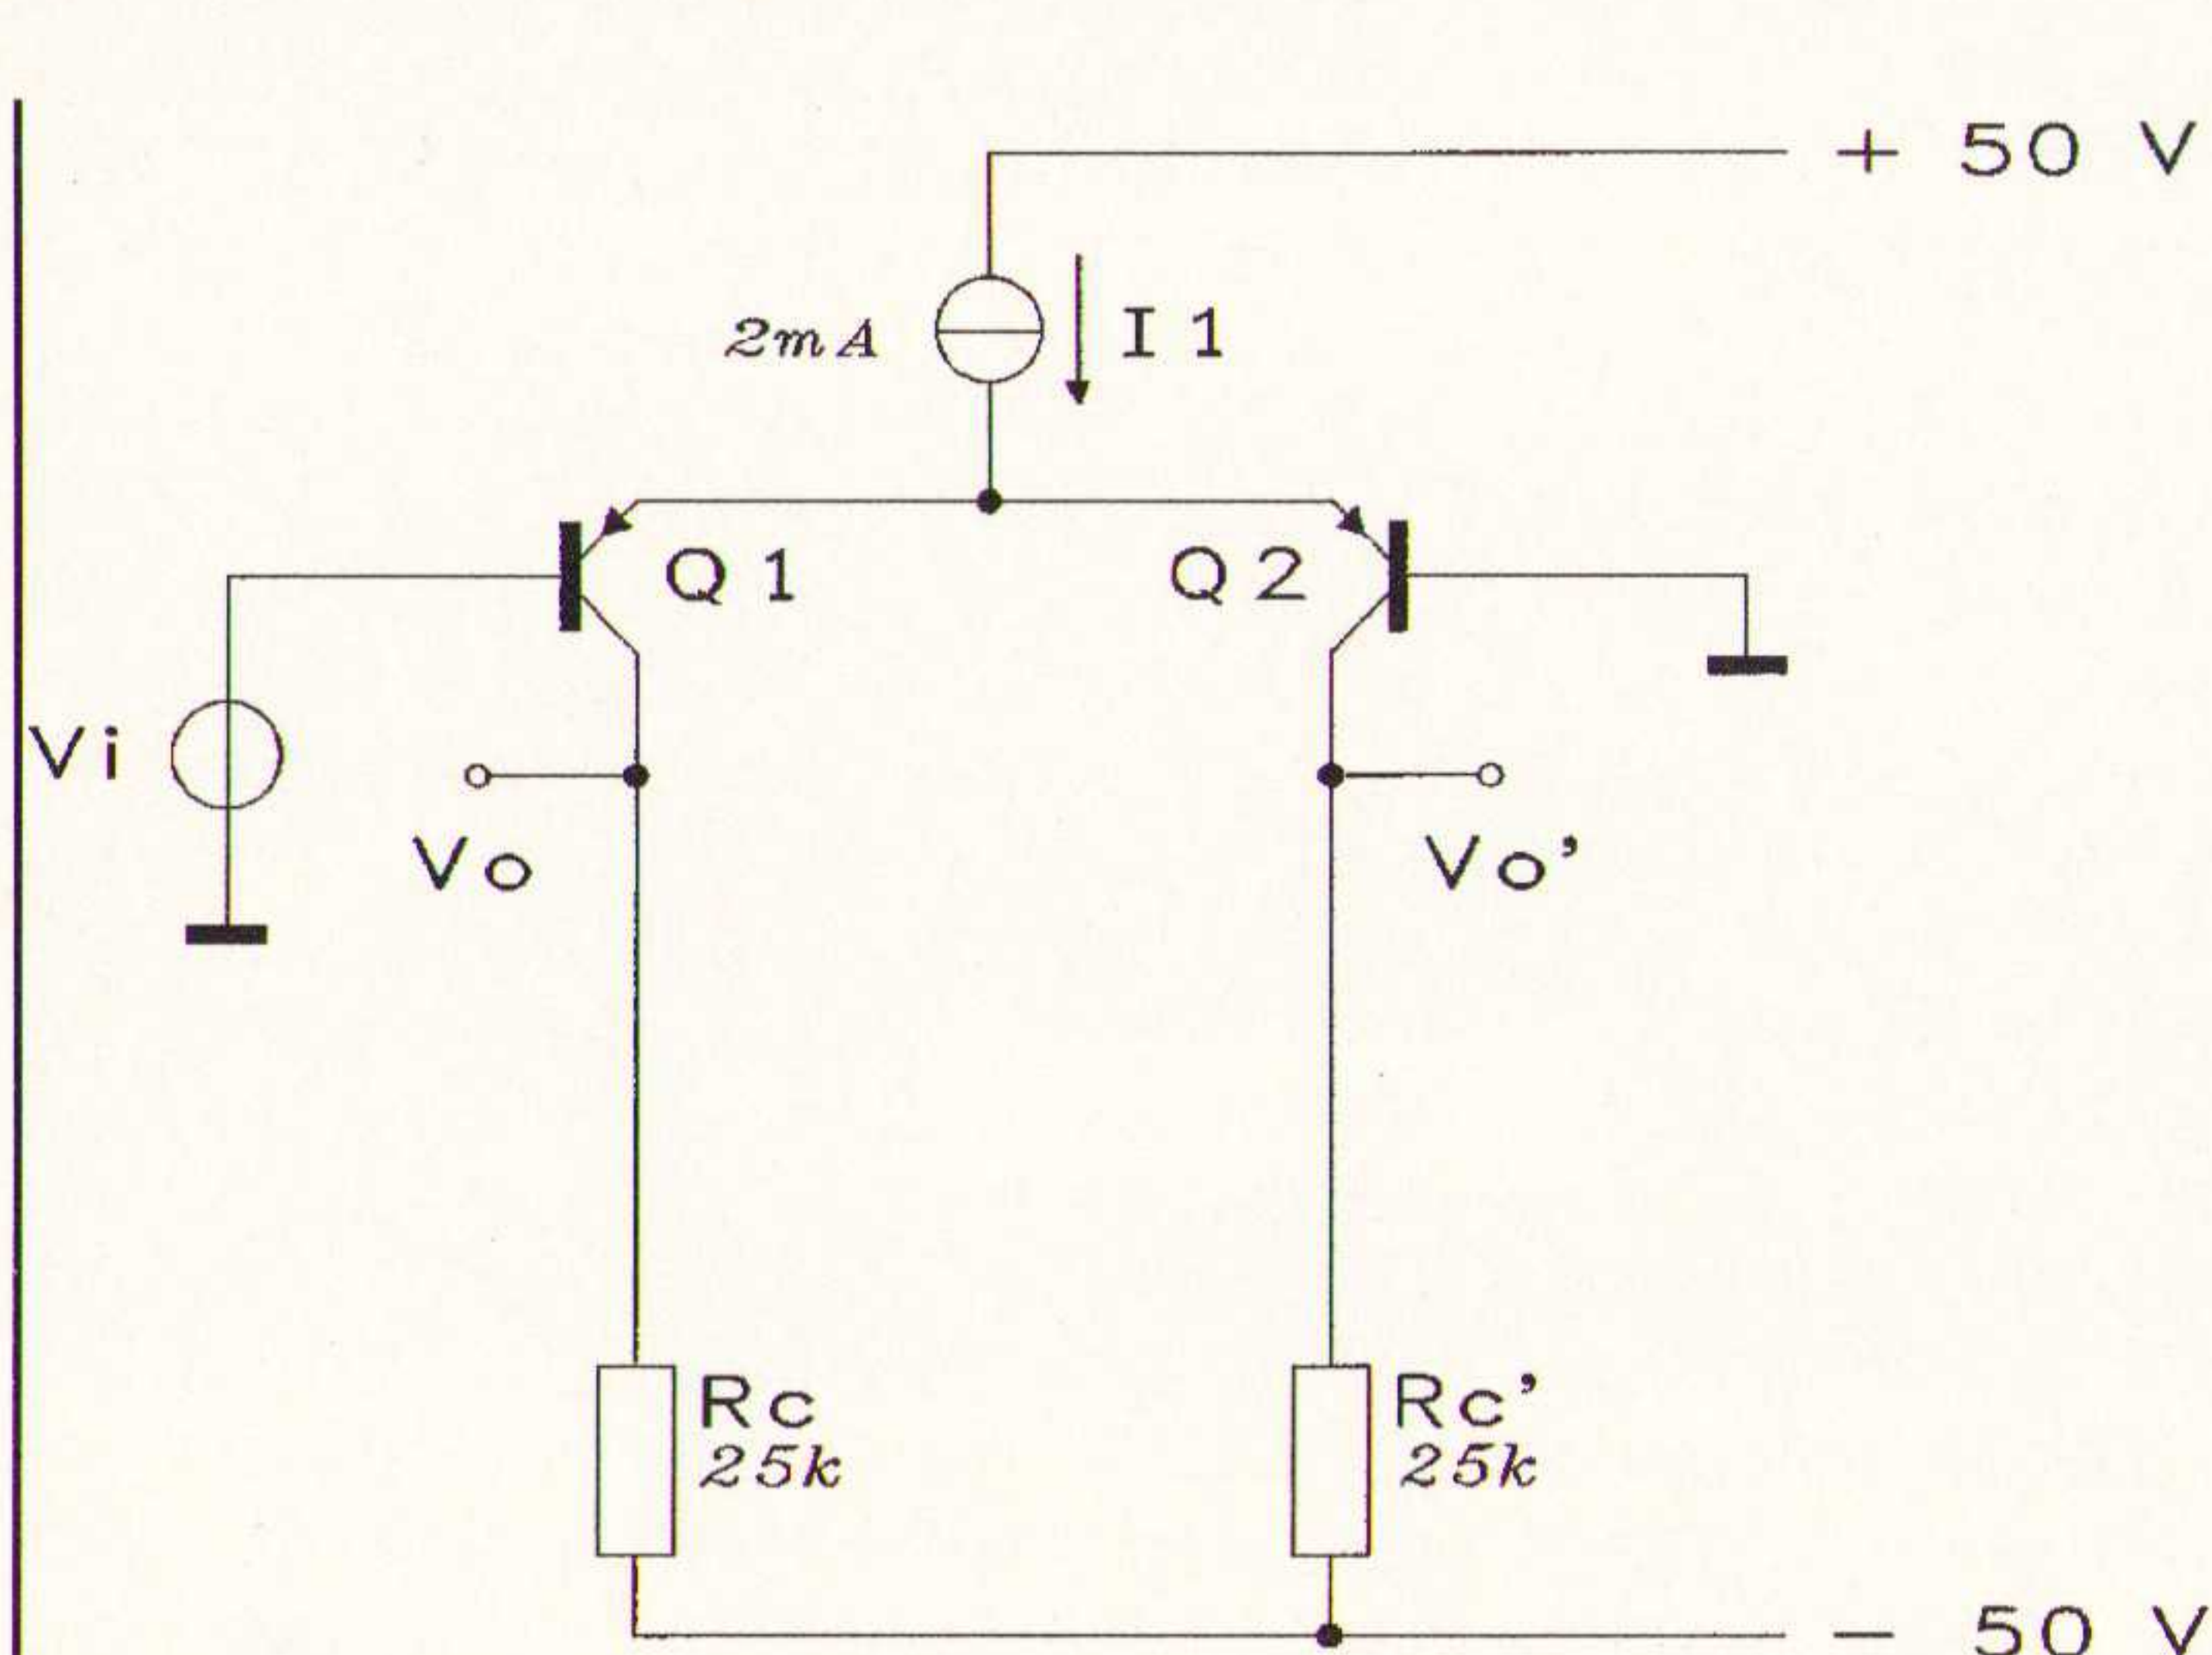 + 50 V
2mA
I 1
Q 1
Q 2
Vi
Vo
Vo'
Rc
25k
Rc'
25k
− 50 V